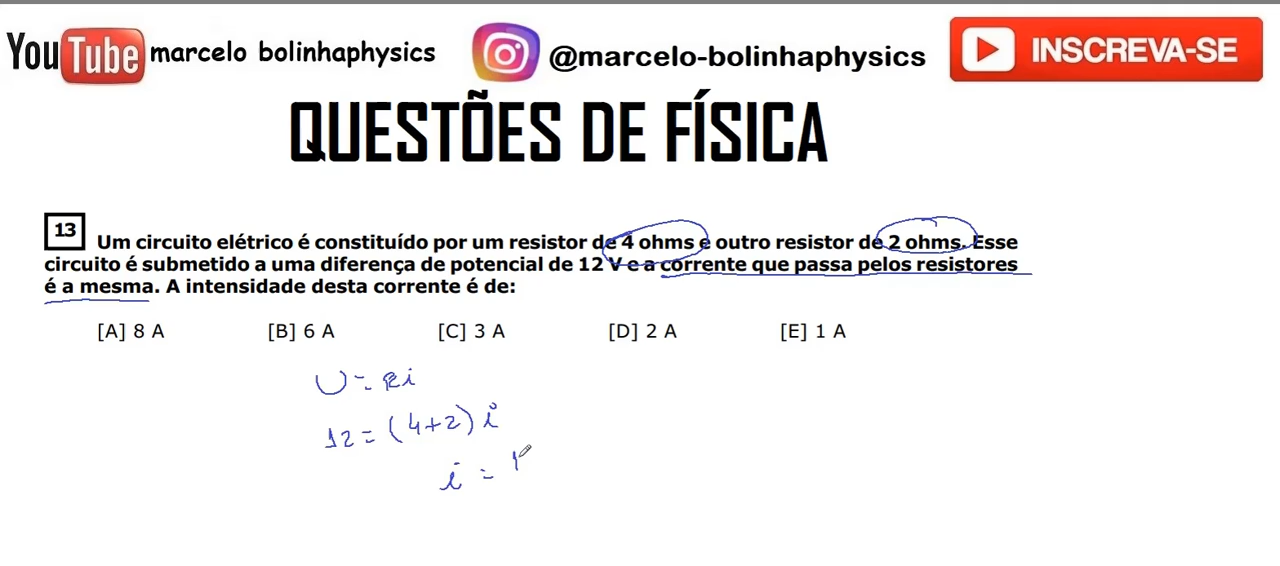 YouTube marcelo bolinhaphysics @marcelo-bolinhaphysics INSCREVA-SE
QUESTÕES DE FÍSICA
13 Um circuito elétrico é constituído por um resistor de 4 ohms e outro resistor de 2 ohms. Esse
circuito é submetido a uma diferença de potencial de 12 V e a corrente que passa pelos resistores
é a mesma. A intensidade desta corrente é de:
[A] 8 A [B] 6 A [C] 3 A [D] 2 A [E] 1 A
U = Ri
12 = (4+2) i
i = 1